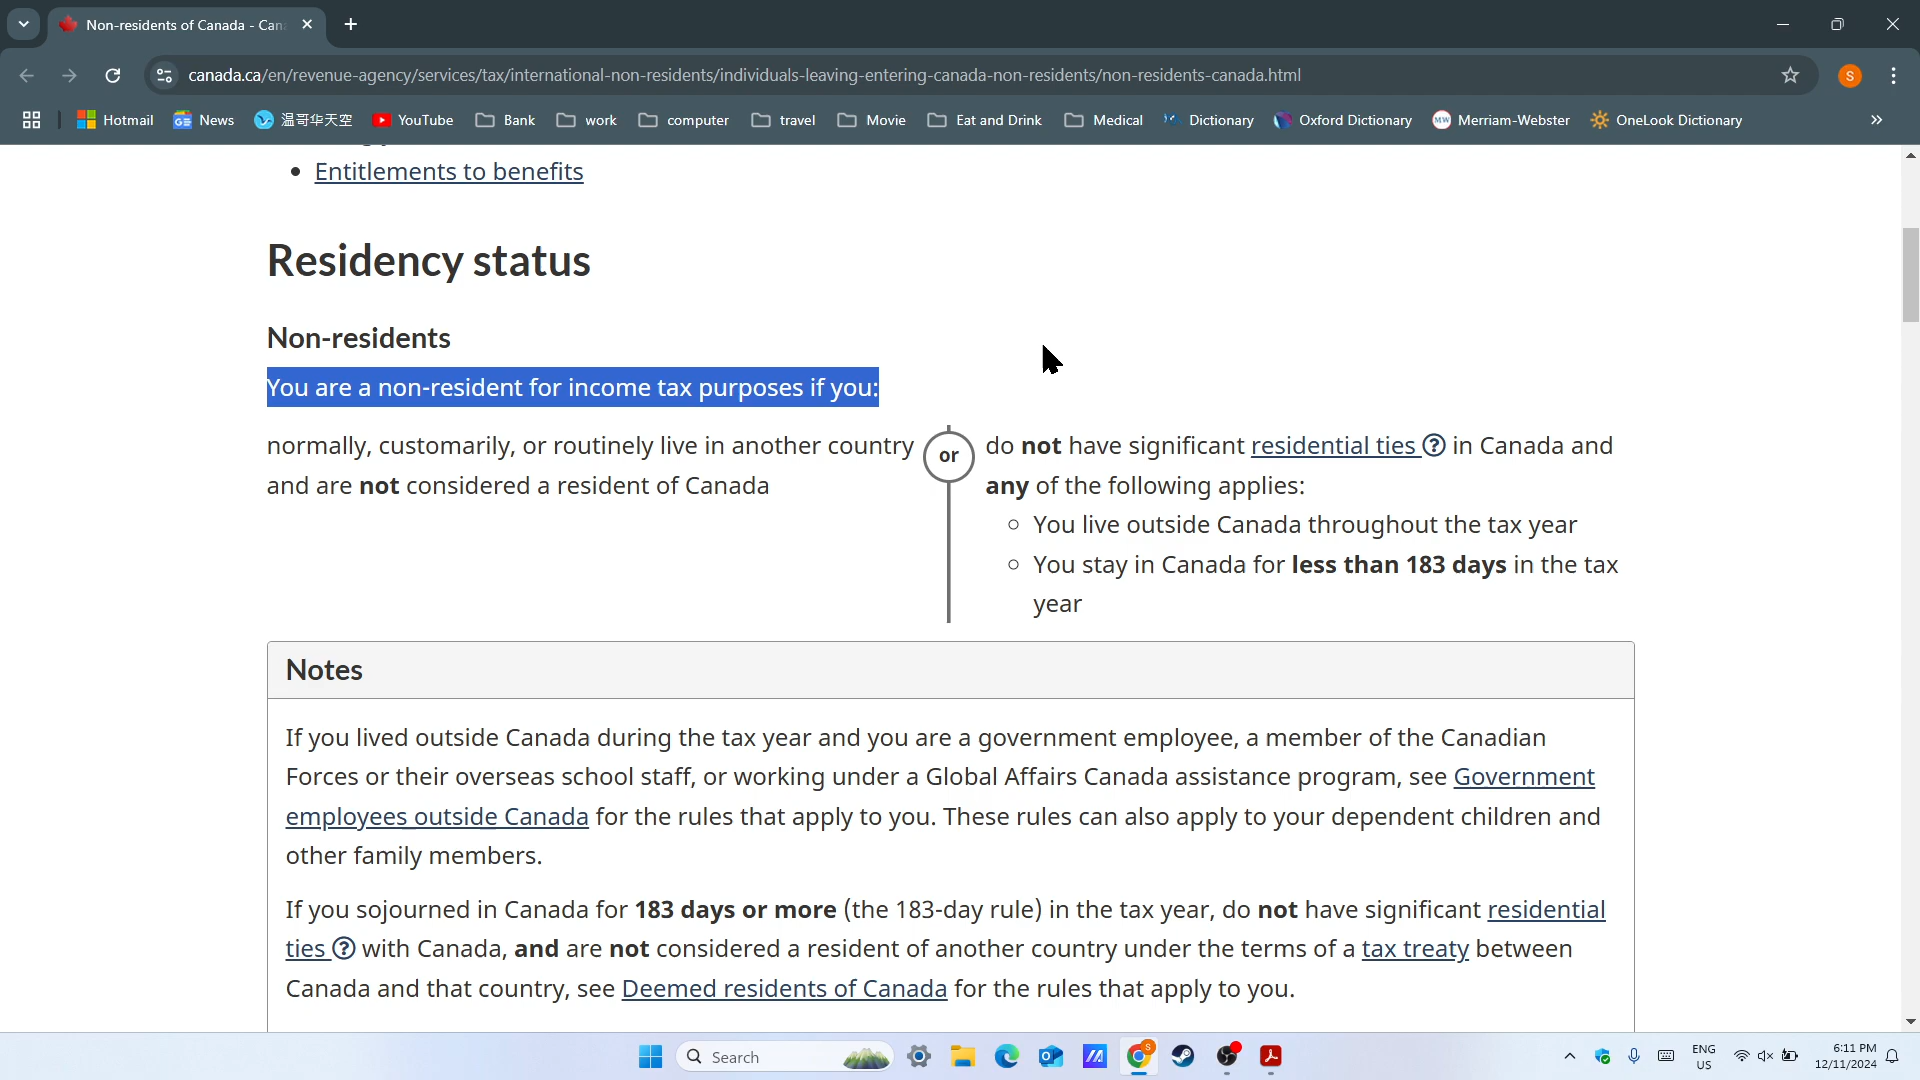 Non-residents of Canada - Can
canada.ca/en/revenue-agency/services/tax/international-non-residents/individuals-leaving-entering-canada-non-residents/non-residents-canada.html
S
Hotmail
News
温哥华天空
YouTube
Bank
work
computer
travel
Movie
Eat and Drink
Medical
Dictionary
Oxford Dictionary
Merriam-Webster
OneLook Dictionary
Entitlements to benefits
Residency status
Non-residents
You are a non-resident for income tax purposes if you:
normally, customarily, or routinely live in another country
and are not considered a resident of Canada
or
do not have significant residential ties ? in Canada and
any of the following applies:
You live outside Canada throughout the tax year
You stay in Canada for less than 183 days in the tax
year
Notes
If you lived outside Canada during the tax year and you are a government employee, a member of the Canadian
Forces or their overseas school staff, or working under a Global Affairs Canada assistance program, see Government
employees outside Canada for the rules that apply to you. These rules can also apply to your dependent children and
other family members.
If you sojourned in Canada for 183 days or more (the 183-day rule) in the tax year, do not have significant residential
ties ? with Canada, and are not considered a resident of another country under the terms of a tax treaty between
Canada and that country, see Deemed residents of Canada for the rules that apply to you.
Search
ENG
US
6:11 PM
12/11/2024